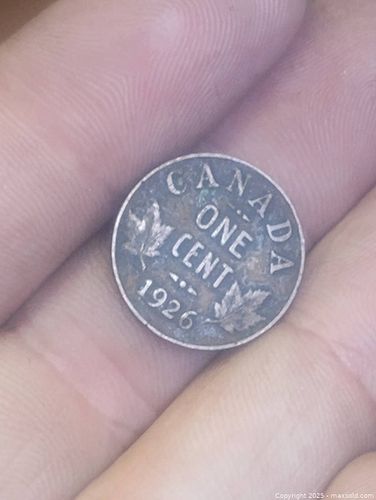 CANADA
ONE
CENT
1926
Copyright 2025 - maxsold.com